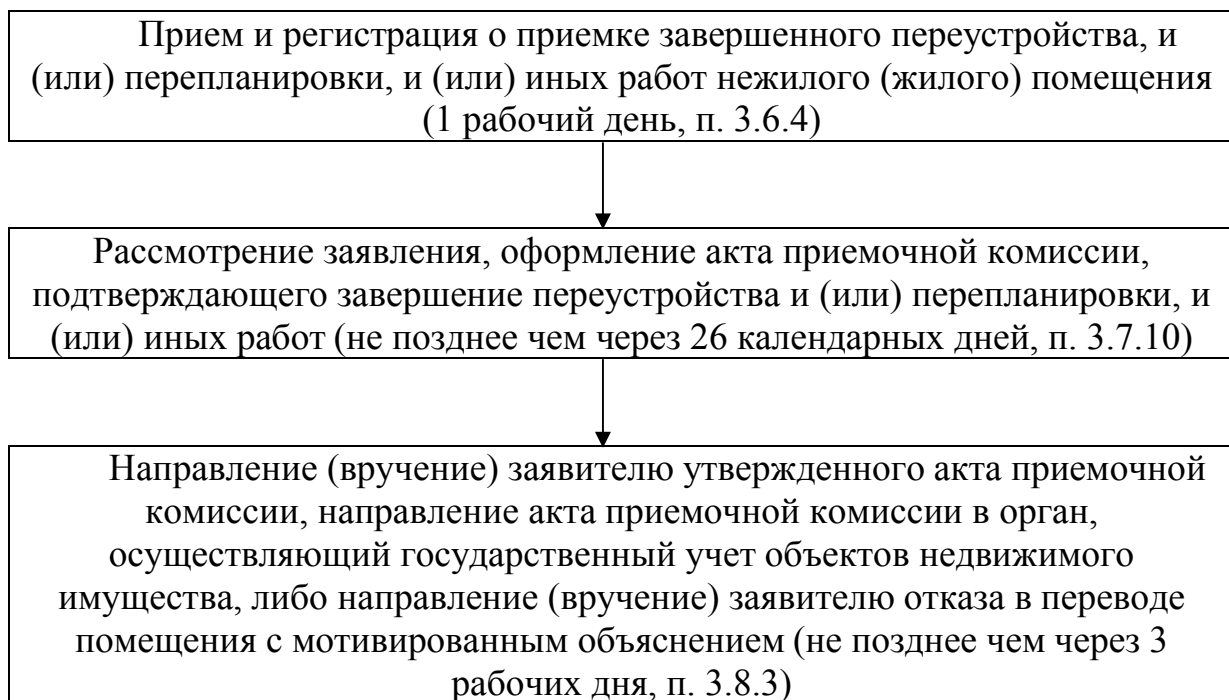 Прием и регистрация о приемке завершенного переустройства, и
(или) перепланировки, и (или) иных работ нежилого (жилого) помещения
(1 рабочий день, п. 3.6.4)
Рассмотрение заявления, оформление акта приемочной комиссии,
подтверждающего завершение переустройства и (или) перепланировки, и
(или) иных работ (не позднее чем через 26 календарных дней, п. 3.7.10)
Направление (вручение) заявителю утвержденного акта приемочной
комиссии, направление акта приемочной комиссии в орган,
осуществляющий государственный учет объектов недвижимого
имущества, либо направление (вручение) заявителю отказа в переводе
помещения с мотивированным объяснением (не позднее чем через 3
рабочих дня, п. 3.8.3)